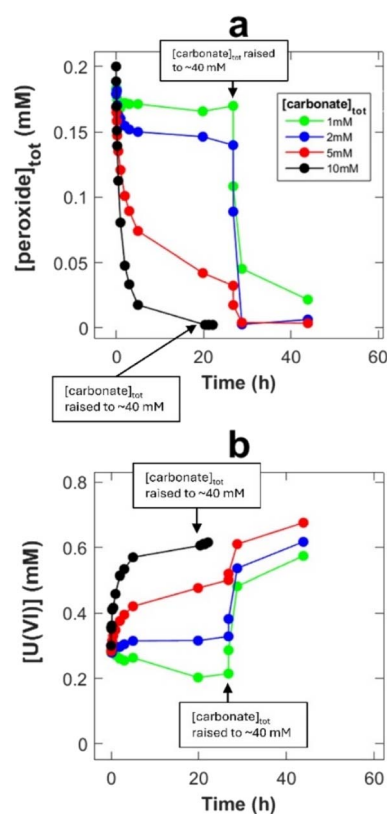 a
[carbonate]tot raised
to ~40 mM
[carbonate]tot
1mM
2mM
5mM
10mM
[peroxide]tot (mM)
0.2
0.15
0.1
0.05
0
0 20 40 60
Time (h)
[carbonate]tot
raised to ~40 mM
b
[carbonate]tot
raised to ~40 mM
[U(VI)] (mM)
0.8
0.6
0.4
0.2
0
0 20 40 60
Time (h)
[carbonate]tot
raised to ~40 mM